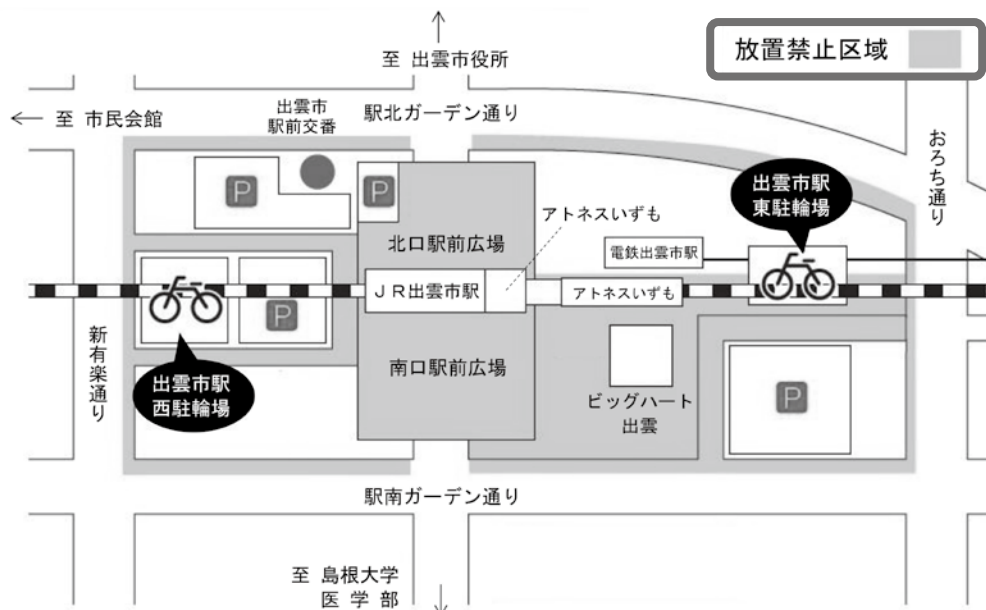 放置禁止区域
至 出雲市役所
駅北ガーデン通り
← 至 市民会館
出雲市
駅前交番
おろち通り
P
P
出雲市駅
東駐輪場
アトネスいずも
北口駅前広場
電鉄出雲市駅
JR出雲市駅
アトネスいずも
P
新有楽通り
出雲市駅
西駐輪場
南口駅前広場
ビッグハート
出雲
P
駅南ガーデン通り
至 島根大学
医学部